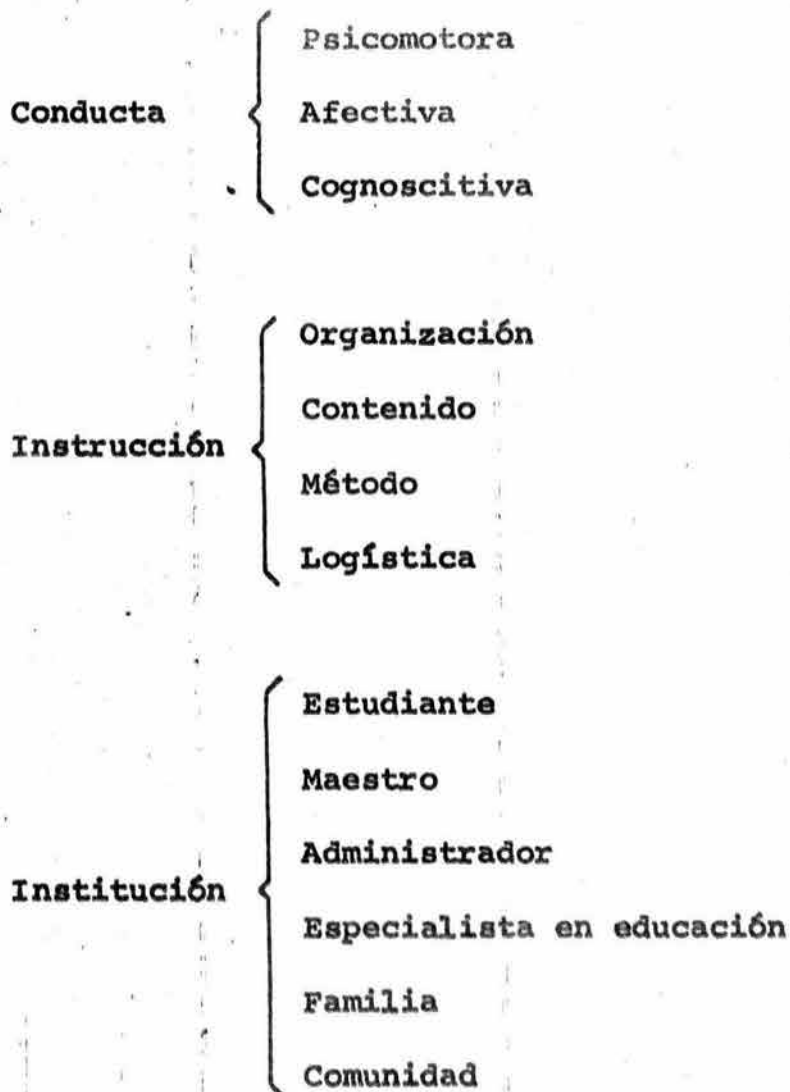 Psicomotora
Conducta Afectiva
Cognoscitiva
Organización
Contenido
Instrucción
Método
Logística
Estudiante
Maestro
Administrador
Institución
Especialista en educación
Familia
Comunidad